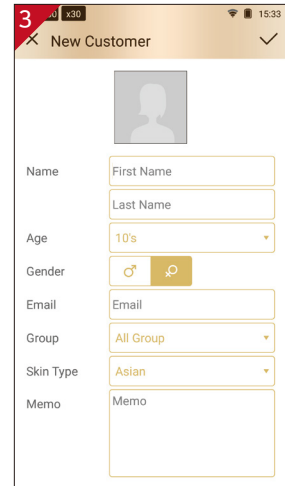 3
x30
15:33
New Customer
Name
First Name
Last Name
Age
10's
Gender
Email
Email
Group
All Group
Skin Type
Asian
Memo
Memo